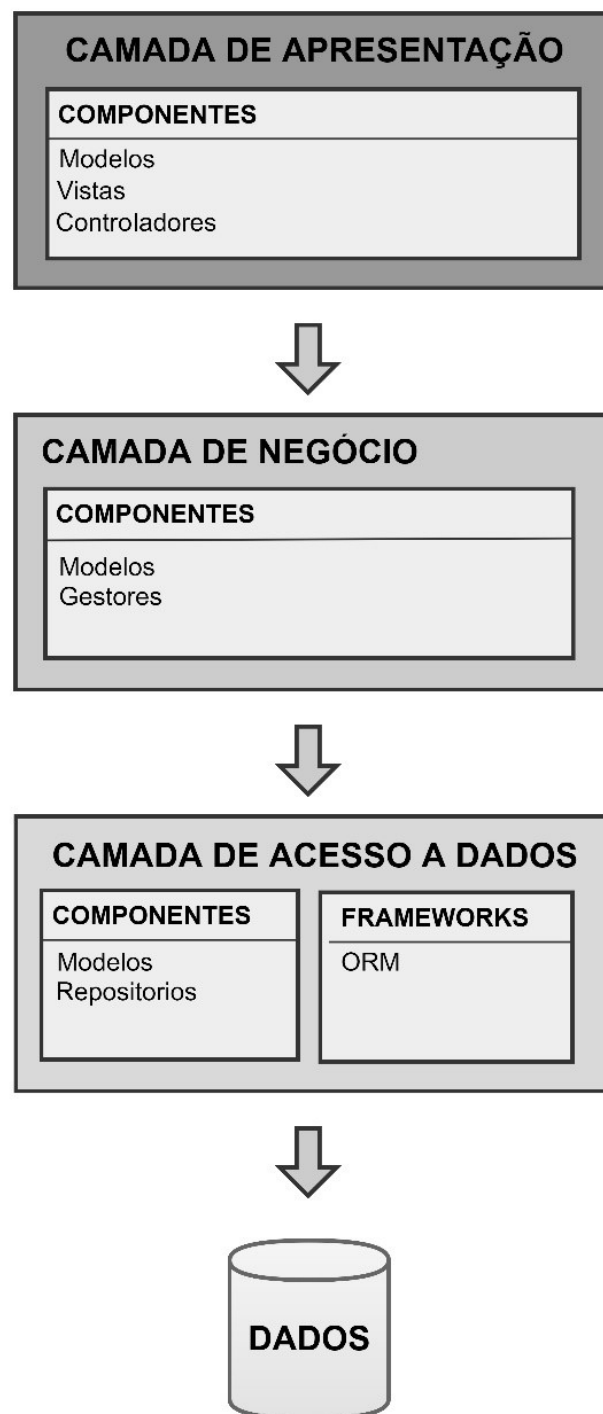 CAMADA DE APRESENTAÇÃO
COMPONENTES
Modelos
Vistas
Controladores
CAMADA DE NEGÓCIO
COMPONENTES
Modelos
Gestores
CAMADA DE ACESSO A DADOS
COMPONENTES
Modelos
Repositorios
FRAMEWORKS
ORM
DADOS